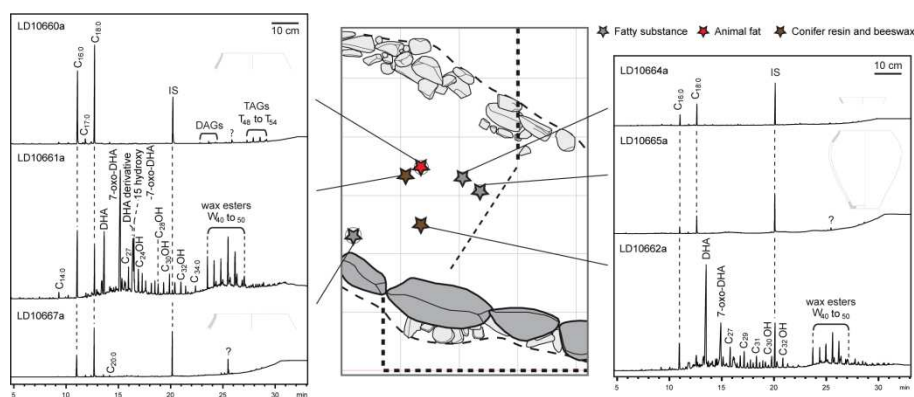 LD10660a
C16:0
C17:0
C18:0
IS
DAGs
?
TAGs
T48 to T54
10 cm
LD10661a
C14:0
DHA
7-oxo-DHA
C27
DHA derivative
15 hydroxy
-7-oxo-DHA
C24OH
C28OH
C30OH
C32OH
C34:0
wax esters
W40 to 50
LD10667a
C20:0
?
5 10 15 20 25 30 min
Fatty substance
Animal fat
Conifer resin and beeswax
LD10664a
C16:0
C18:0
IS
10 cm
LD10665a
?
LD10662a
DHA
7-oxo-DHA
C27
C29
C31
C30OH
C32OH
wax esters
W40 to 50
5 10 15 20 25 30 min